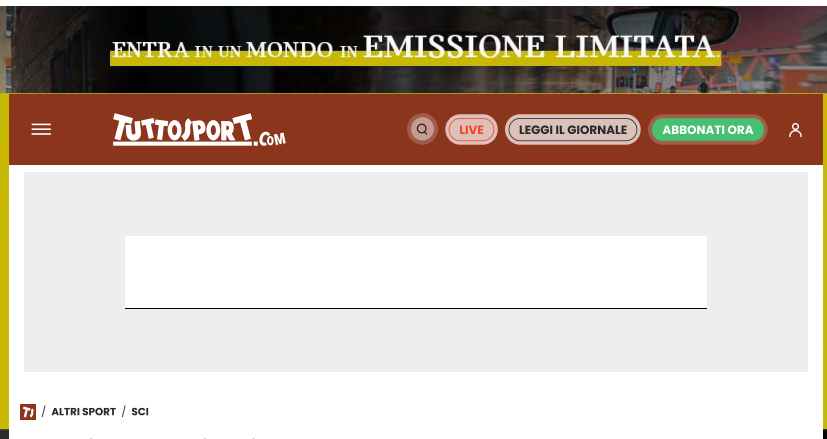 ENTRA IN UN MONDO IN EMISSIONE LIMITATA.
TUTTOSPORT.COM
LIVE
LEGGI IL GIORNALE
ABBONATI ORA
/ ALTRI SPORT / SCI